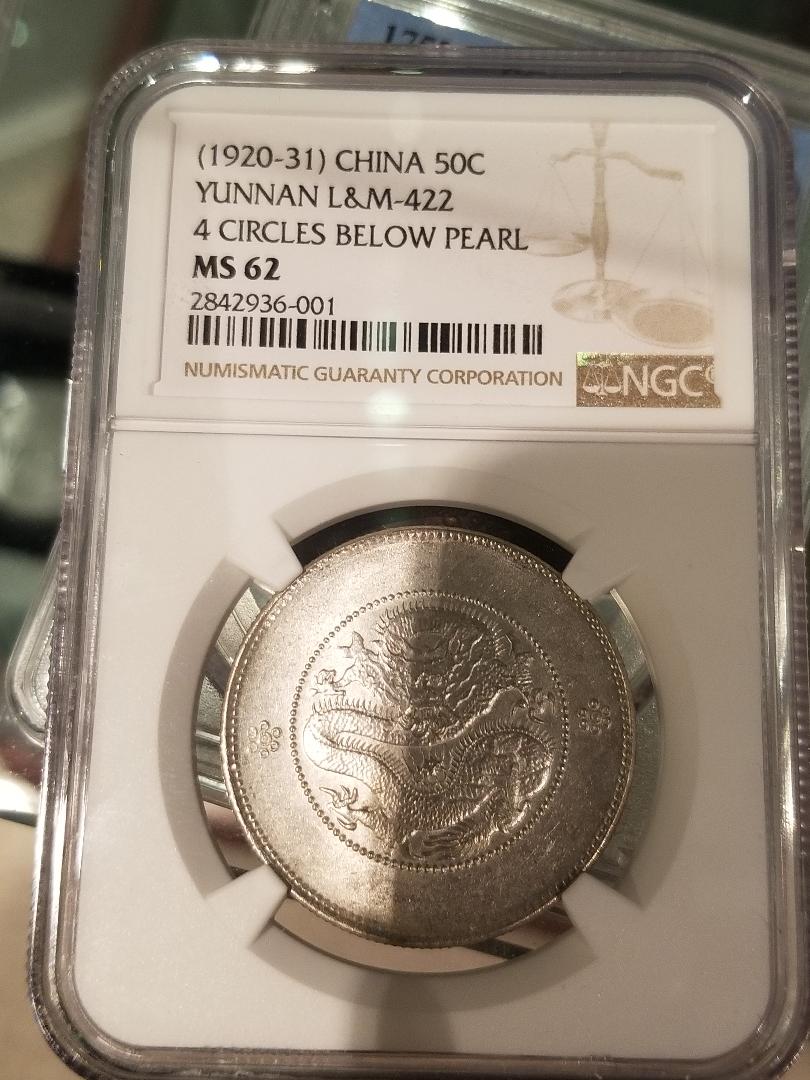 (1920-31) CHINA 50C
YUNNAN L&M-422
4 CIRCLES BELOW PEARL
MS 62
2842936-001
NUMISMATIC GUARANTY CORPORATION
NGC